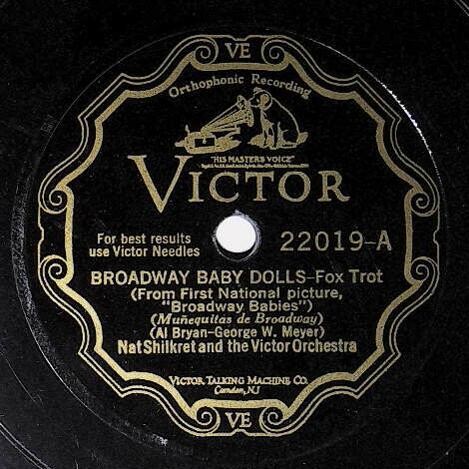 VE
Orthophonic Recording
"HIS MASTER'S VOICE"
VICTOR
For best results
use Victor Needles
22019-A
BROADWAY BABY DOLLS-Fox Trot
(From First National picture,
"Broadway Babies")
(Muñequitas de Broadway)
(Al Bryan-George W. Meyer)
Nat Shilkret and the Victor Orchestra
VICTOR TALKING MACHINE CO.
Camden, NJ
VE